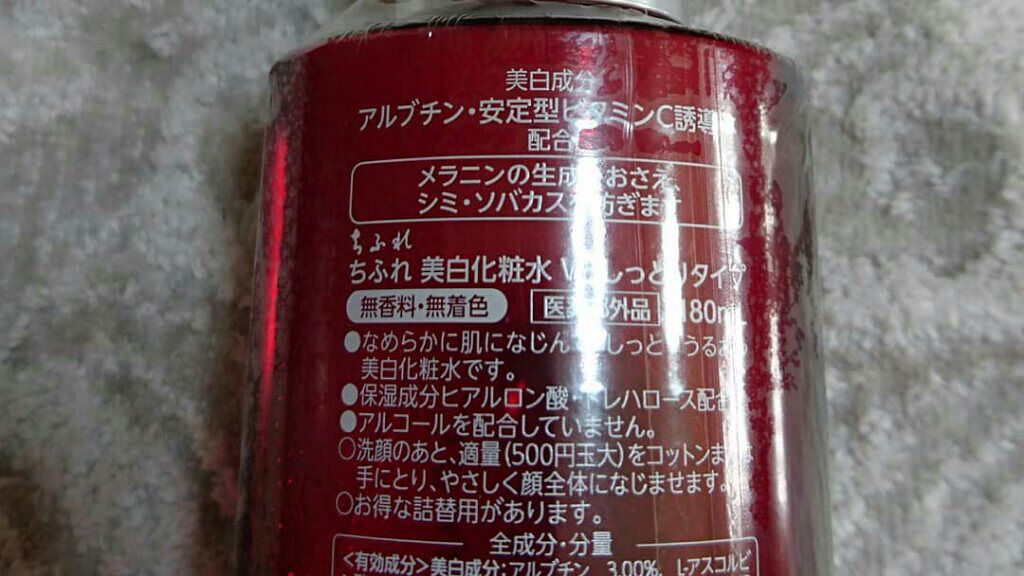 美白成分
アルブチン・安定型ビタミンC誘導
配合
メラニンの生成 おさえ、
シミ・ソバカス 防ぎます
ちふれ
ちふれ 美白化粧水 しっとりタイプ
無香料・無着色 医薬部外品 180mL
●なめらかに肌になじん しっと うるお
美白化粧水です。
●保湿成分ヒアルロン酸・トレハロース配合
●アルコールを配合していません。
○洗顔のあと、適量(500円玉大)をコットンま
手にとり、やさしく顔全体になじませます。
○お得な詰替用があります。
全成分・分量
<有効成分>美白成分:アルブチン 3.00%、L-アスコルビ